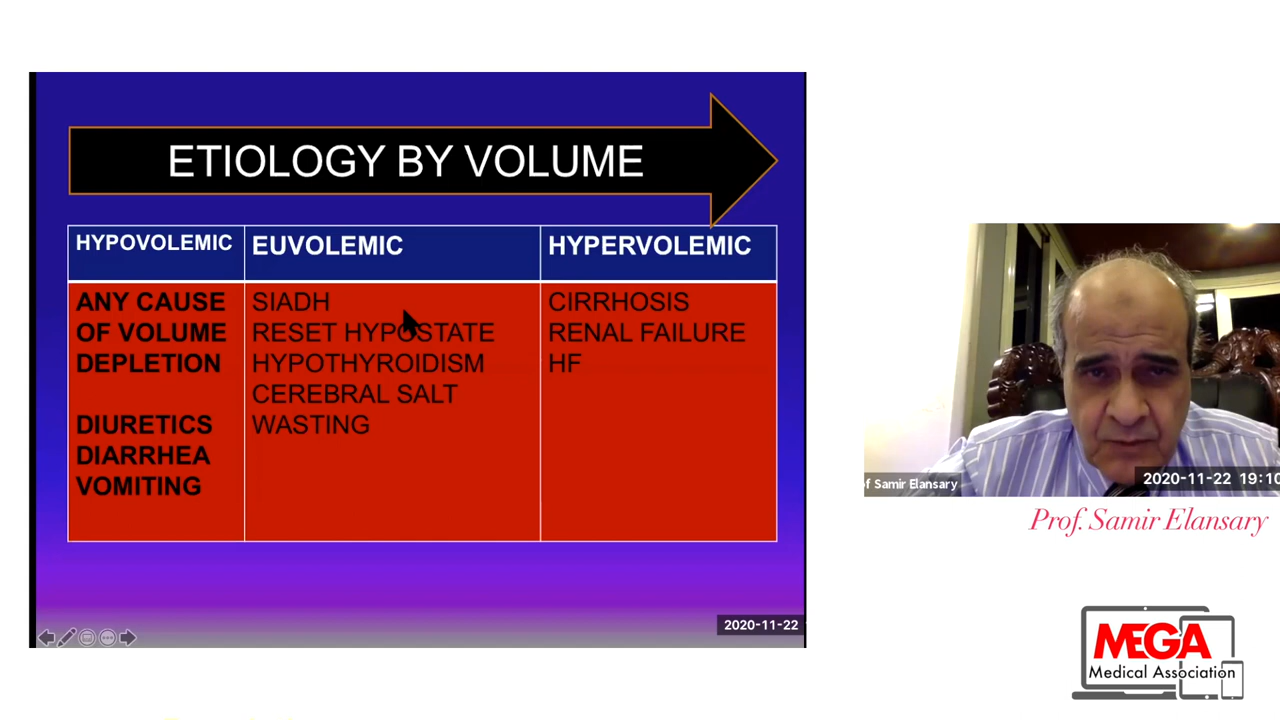 ETIOLOGY BY VOLUME
HYPOVOLEMIC
EUVOLEMIC
HYPERVOLEMIC
ANY CAUSE
OF VOLUME
DEPLETION
DIURETICS
DIARRHEA
VOMITING
SIADH
RESET HYPOSTATE
HYPOTHYROIDISM
CEREBRAL SALT
WASTING
CIRRHOSIS
RENAL FAILURE
HF
2020-11-22
f Samir Elansary
2020-11-22 19:10
Prof. Samir Elansary
MEGA
Medical Association